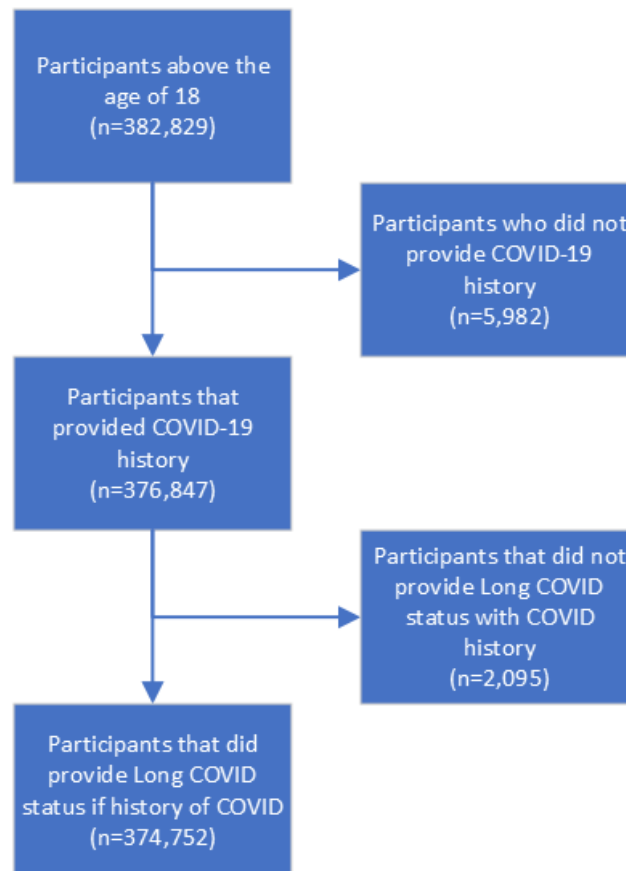 Participants above the
age of 18
(n=382,829)
Participants who did not
provide COVID-19
history
(n=5,982)
Participants that
provided COVID-19
history
(n=376,847)
Participants that did not
provide Long COVID
status with COVID
history
(n=2,095)
Participants that did
provide Long COVID
status if history of COVID
(n=374,752)